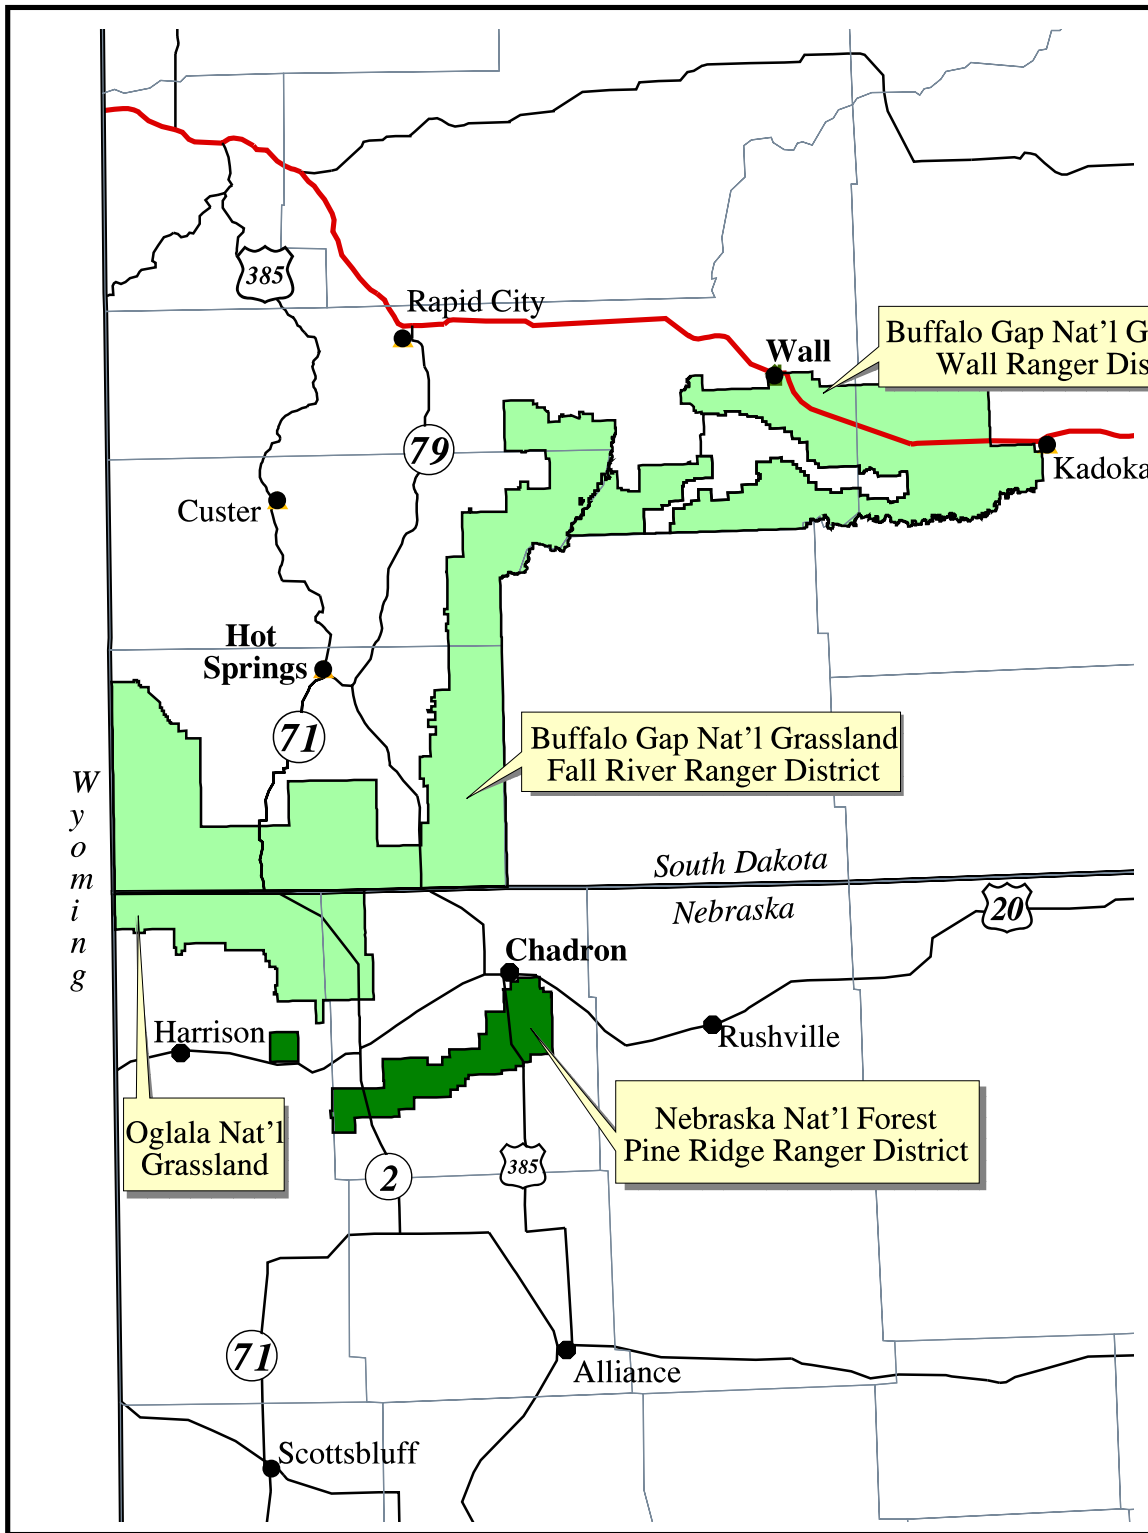 385
Rapid City
Buffalo Gap Nat'l G
Wall Ranger Dis
Wall
79
Kadoka
Custer
Hot
Springs
71
Buffalo Gap Nat'l Grassland
Fall River Ranger District
Wyoming
South Dakota
Nebraska
20
Chadron
Harrison
Rushville
Oglala Nat'l
Grassland
Nebraska Nat'l Forest
Pine Ridge Ranger District
2
385
71
Alliance
Scottsbluff